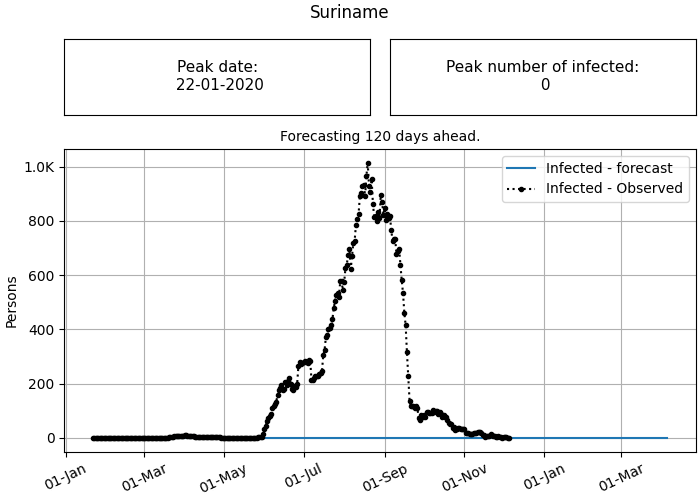 Suriname
Peak date:
22-01-2020
Peak number of infected:
0
Forecasting 120 days ahead.
Infected - forecast
Infected - Observed
Persons
1.0K
800
600
400
200
0
01-Jan
01-Mar
01-May
01-Jul
01-Sep
01-Nov
01-Jan
01-Mar